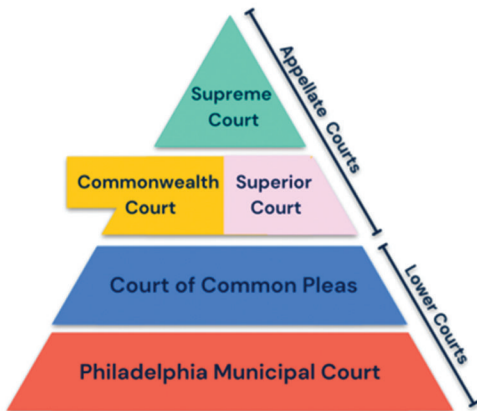 Supreme
Court
Appellate Courts
Commonwealth
Court
Superior
Court
Court of Common Pleas
Lower Courts
Philadelphia Municipal Court